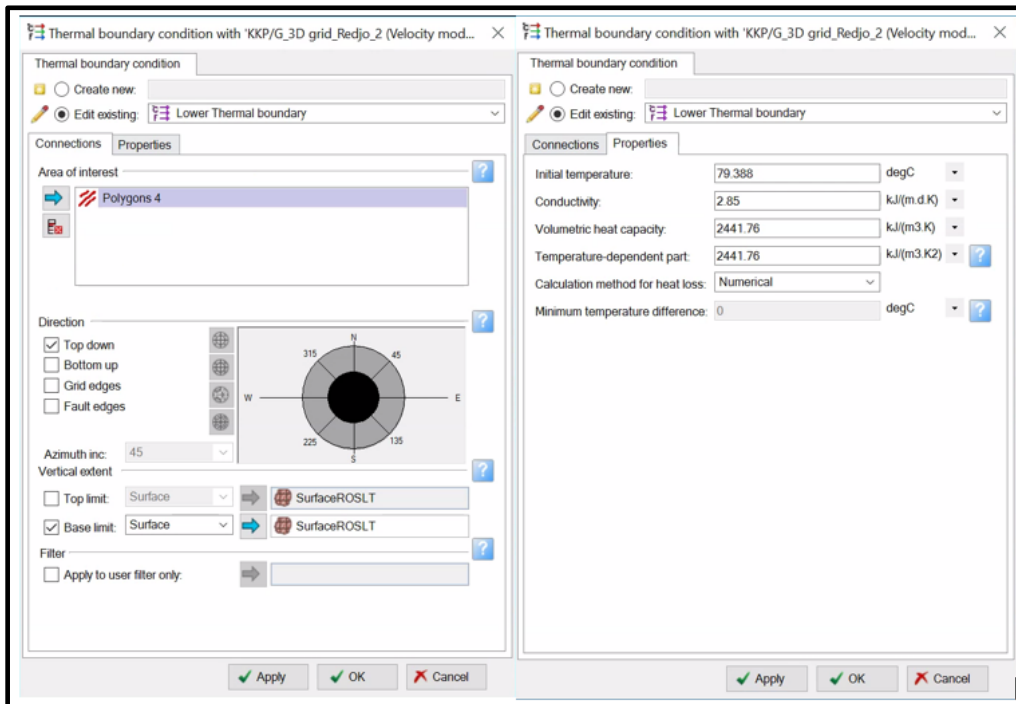 Thermal boundary condition with 'KKP/G_3D grid_Redjo_2 (Velocity mod...
Thermal boundary condition
Create new:
Edit existing: Lower Thermal boundary
Connections Properties
Area of interest
Polygons 4
Direction
Top down
Bottom up
Grid edges
Fault edges
N
315 45
W E
225 135
S
Azimuth inc: 45
Vertical extent
Top limit: Surface SurfaceROSLT
Base limit: Surface SurfaceROSLT
Filter
Apply to user filter only:
Apply OK Cancel
Thermal boundary condition with 'KKP/G_3D grid_Redjo_2 (Velocity mod...
Thermal boundary condition
Create new:
Edit existing: Lower Thermal boundary
Connections Properties
Initial temperature: 79.388 degC
Conductivity: 2.85 kJ/(m.d.K)
Volumetric heat capacity: 2441.76 kJ/(m3.K)
Temperature-dependent part: 2441.76 kJ/(m3.K2) ?
Calculation method for heat loss: Numerical
Minimum temperature difference: 0 degC ?
Apply OK Cancel